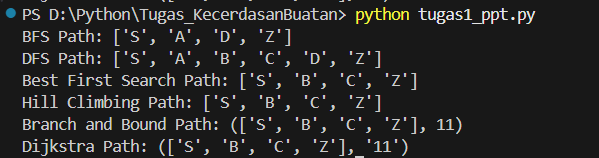 PS D:\Python\Tugas_KecerdasanBuatan> python tugas1_ppt.py
BFS Path: ['S', 'A', 'D', 'Z']
DFS Path: ['S', 'A', 'B', 'C', 'D', 'Z']
Best First Search Path: ['S', 'B', 'C', 'Z']
Hill Climbing Path: ['S', 'B', 'C', 'Z']
Branch and Bound Path: (['S', 'B', 'C', 'Z'], 11)
Dijkstra Path: (['S', 'B', 'C', 'Z'], '11')